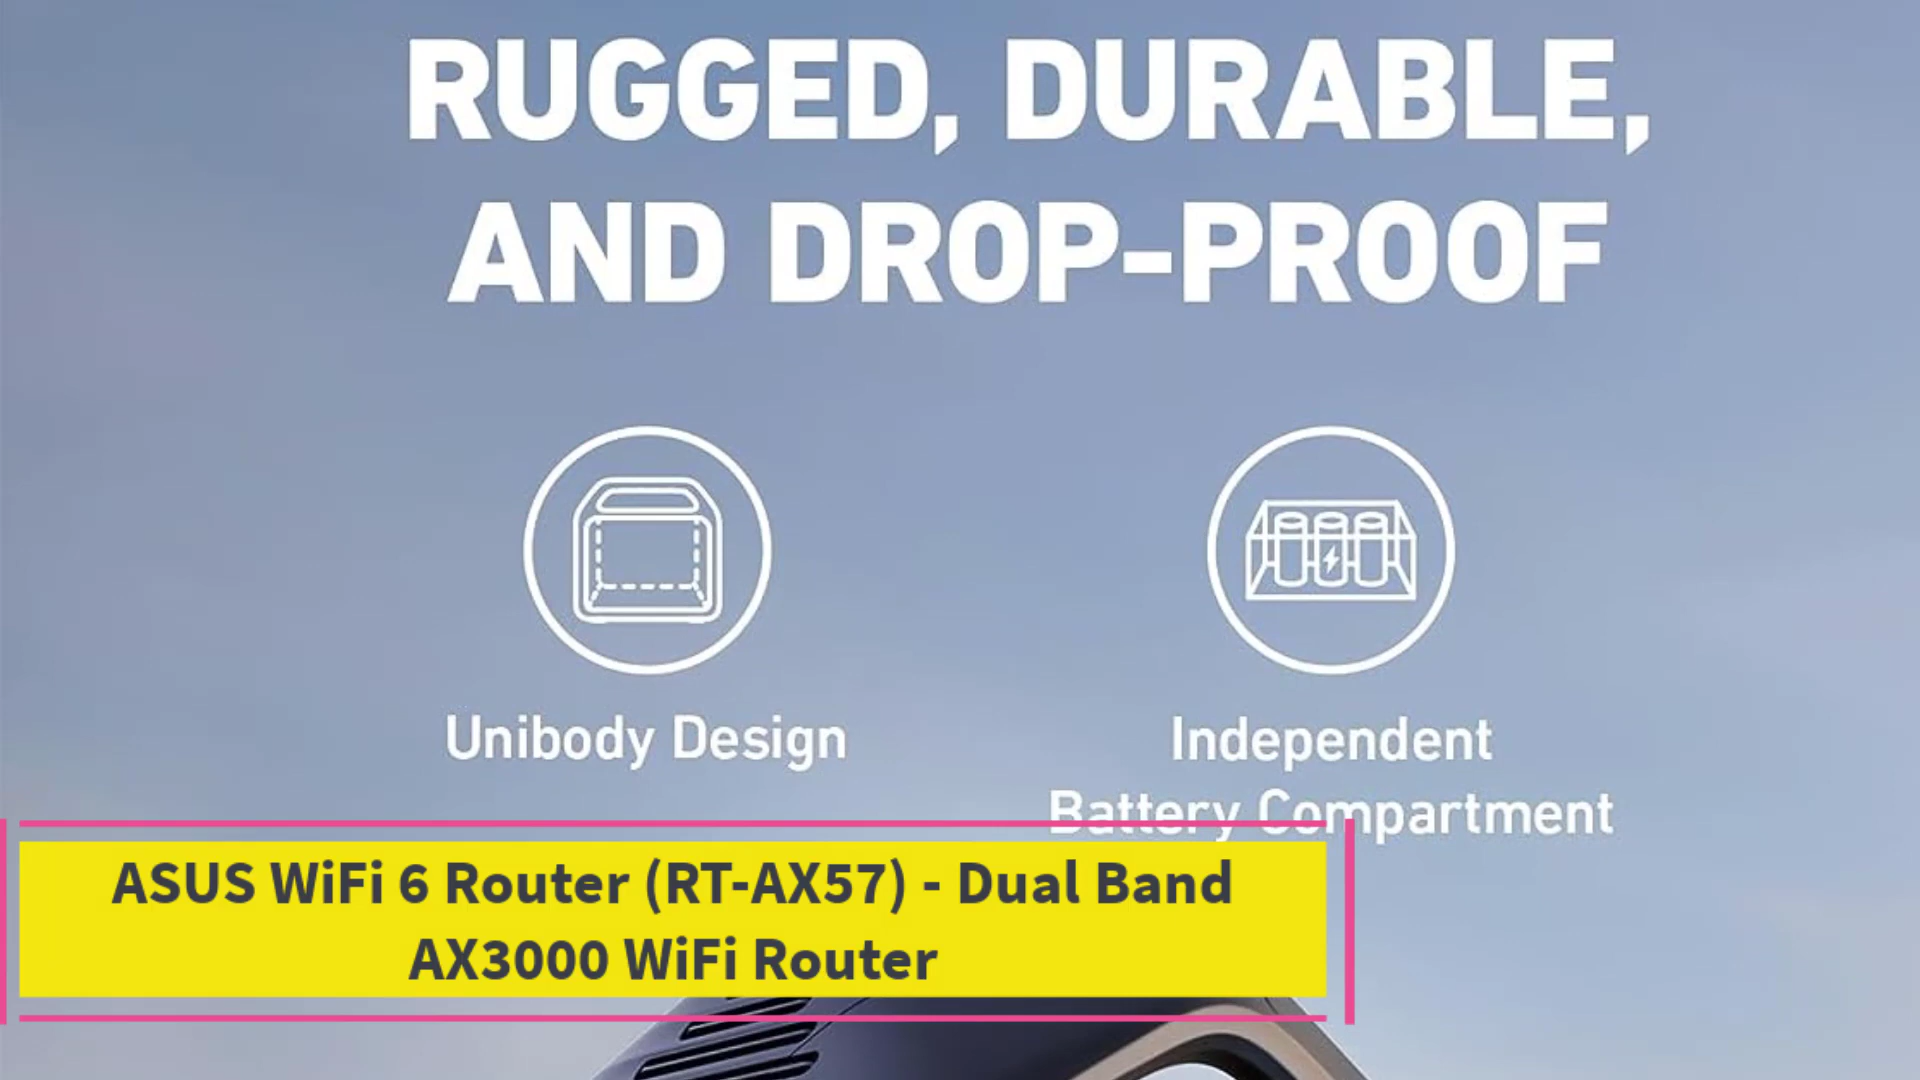 RUGGED, DURABLE,
AND DROP-PROOF
Unibody Design
Independent
Battery Compartment
ASUS WiFi 6 Router (RT-AX57) - Dual Band
AX3000 WiFi Router